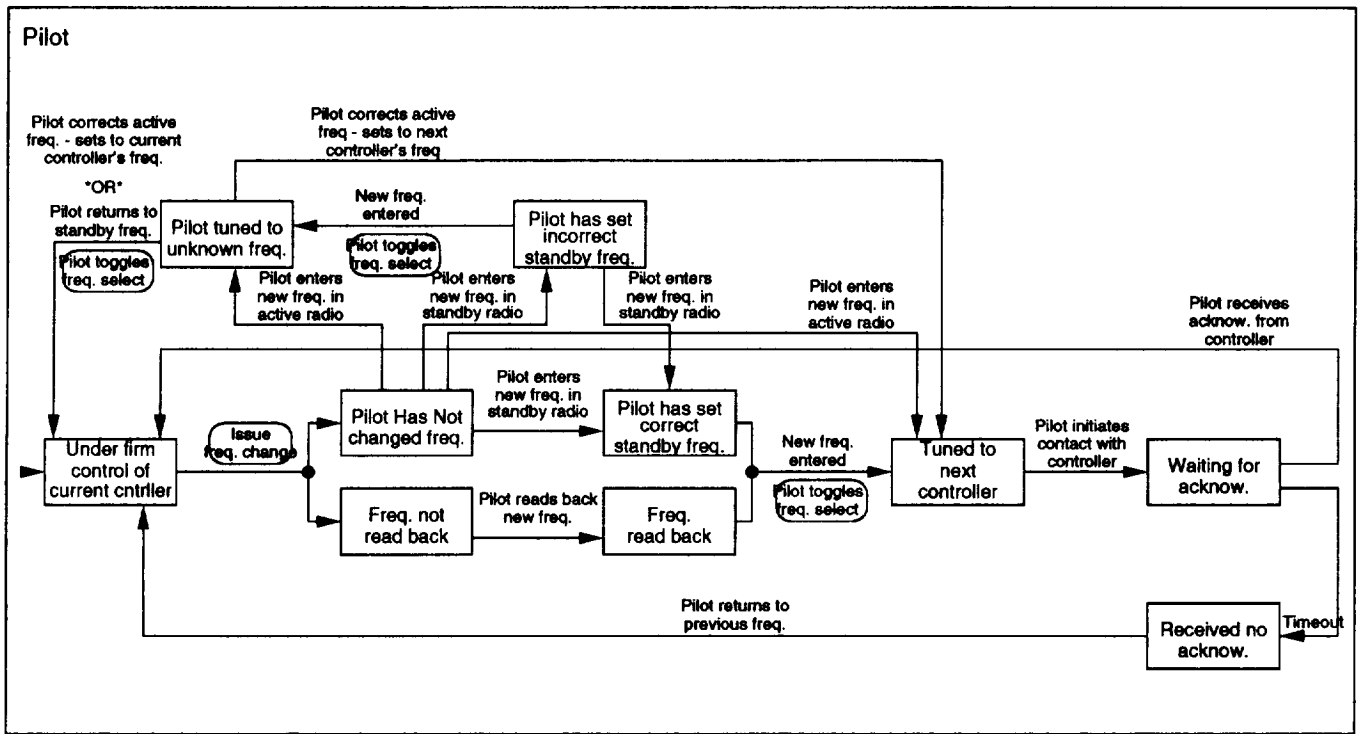 Pilot
Pilot corrects active
freq. - sets to current
controller's freq.
*OR*
Pilot returns to
standby freq.
Pilot toggles
freq. select
Pilot corrects active
freq - sets to next
controller's freq
Pilot tuned to
unknown freq.
New freq.
entered
Pilot toggles
freq. select
Pilot has set
incorrect
standby freq.
Pilot enters
new freq. in
active radio
Pilot enters
new freq. in
standby radio
Pilot enters
new freq. in
standby radio
Pilot enters
new freq. in
active radio
Pilot receives
acknow. from
controller
Under firm
control of
current cntrller
Issue
freq. change
Pilot Has Not
changed freq.
Pilot enters
new freq. in
standby radio
Pilot has set
correct
standby freq.
Freq. not
read back
Pilot reads back
new freq.
Freq.
read back
New freq.
entered
Pilot toggles
freq. select
Tuned to
next
controller
Pilot initiates
contact with
controller
Waiting for
acknow.
Pilot returns to
previous freq.
Received no
acknow.
Timeout